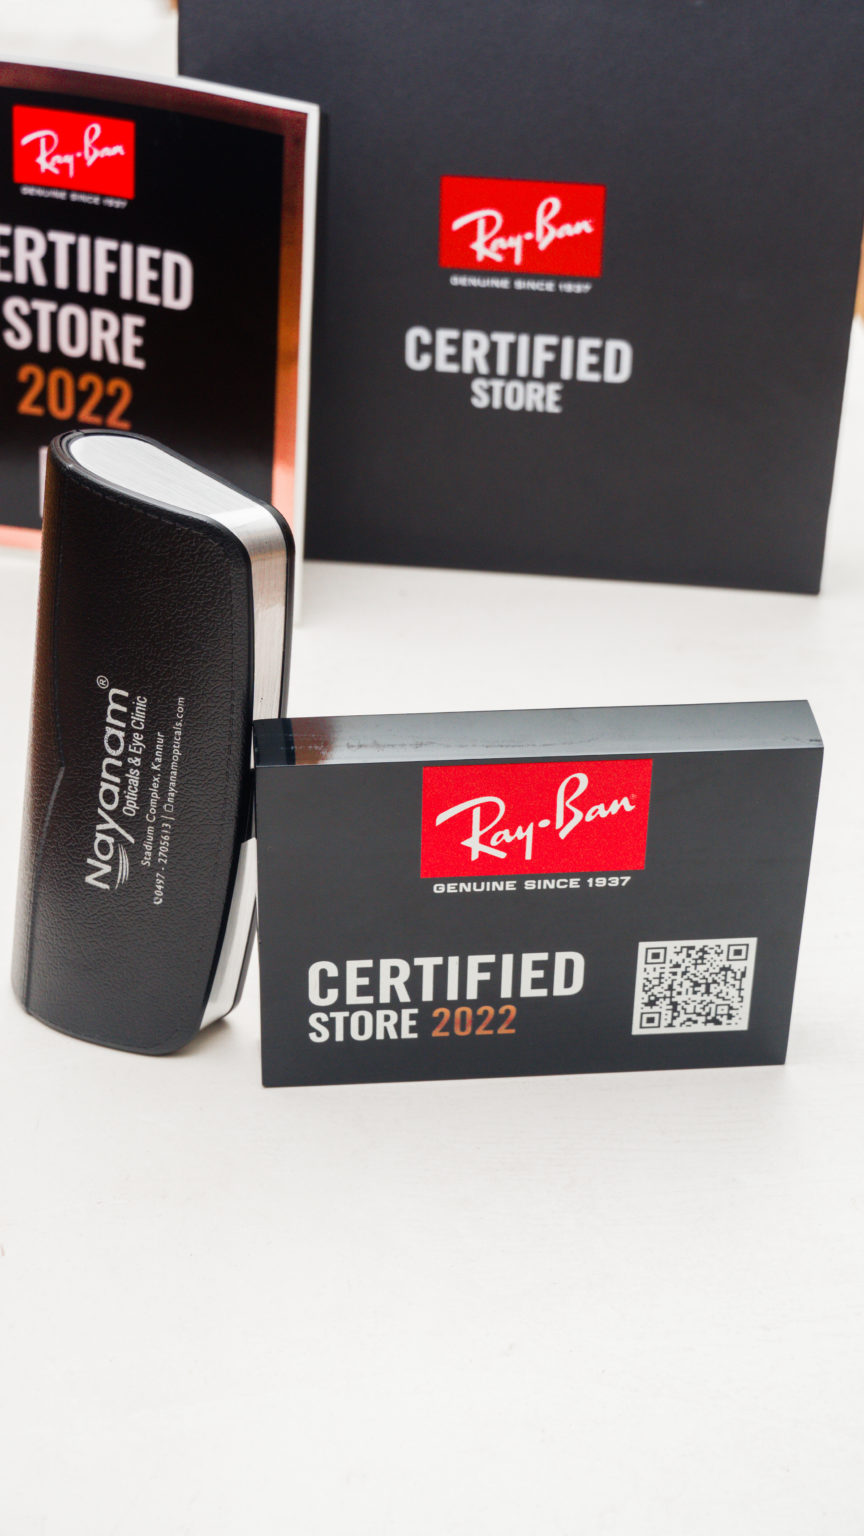 Ray-Ban
GENUINE SINCE 1937
ERTIFIED
STORE
2022
Ray-Ban
GENUINE SINCE 1937
CERTIFIED
STORE
Nayanam®
Opticals & Eye Clinic
Stadium Complex, Kannur
0497 - 2705613 | nayanamopticals.com
Ray-Ban
GENUINE SINCE 1937
CERTIFIED
STORE 2022